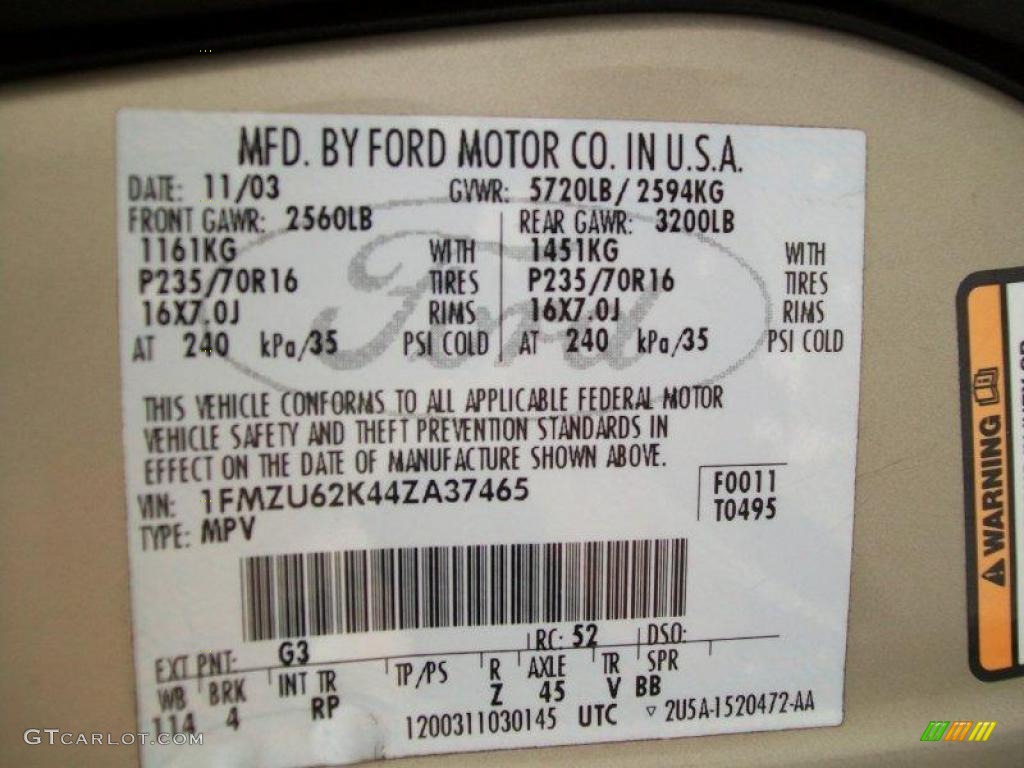 MFD. BY FORD MOTOR CO. IN U.S.A.
DATE: 11/03 GVWR: 5720LB/ 2594KG
FRONT GAWR: 2560LB REAR GAWR: 3200LB
1161KG WITH 1451KG WITH
P235/70R16 TIRES P235/70R16 TIRES
16X7.0J RIMS 16X7.0J RIMS
AT 240 kPa/35 PSI COLD AT 240 kPa/35 PSI COLD
Ford
THIS VEHICLE CONFORMS TO ALL APPLICABLE FEDERAL MOTOR
VEHICLE SAFETY AND THEFT PREVENTION STANDARDS IN
EFFECT ON THE DATE OF MANUFACTURE SHOWN ABOVE.
VIN: 1FMZU62K44ZA37465 F0011
TYPE: MPV T0495
EXT PNT: G3 RC: 52 DSO:
WB BRK INT TR TP/PS R AXLE TR SPR
114 4 RP Z 45 V BB
1200311030145 UTC ▿ 2U5A-1520472-AA
WARNING
GTCARLOT.COM